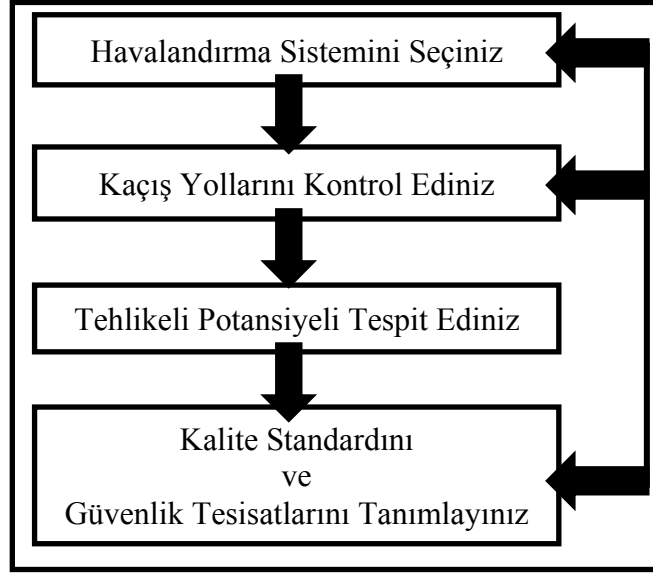 Havalandırma Sistemini Seçiniz
Kaçış Yollarını Kontrol Ediniz
Tehlikeli Potansiyeli Tespit Ediniz
Kalite Standardını
ve
Güvenlik Tesisatlarını Tanımlayınız